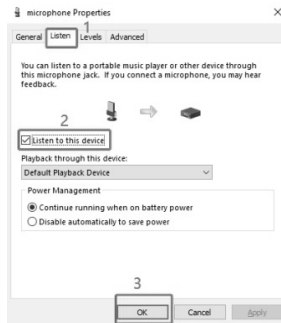 microphone Properties
1
General Listen Levels Advanced
You can listen to a portable music player or other device through
this microphone jack. If you connect a microphone, you may hear
feedback.
2
Listen to this device
Playback through this device:
Default Playback Device
Power Management
Continue running when on battery power
Disable automatically to save power
3
OK Cancel Apply